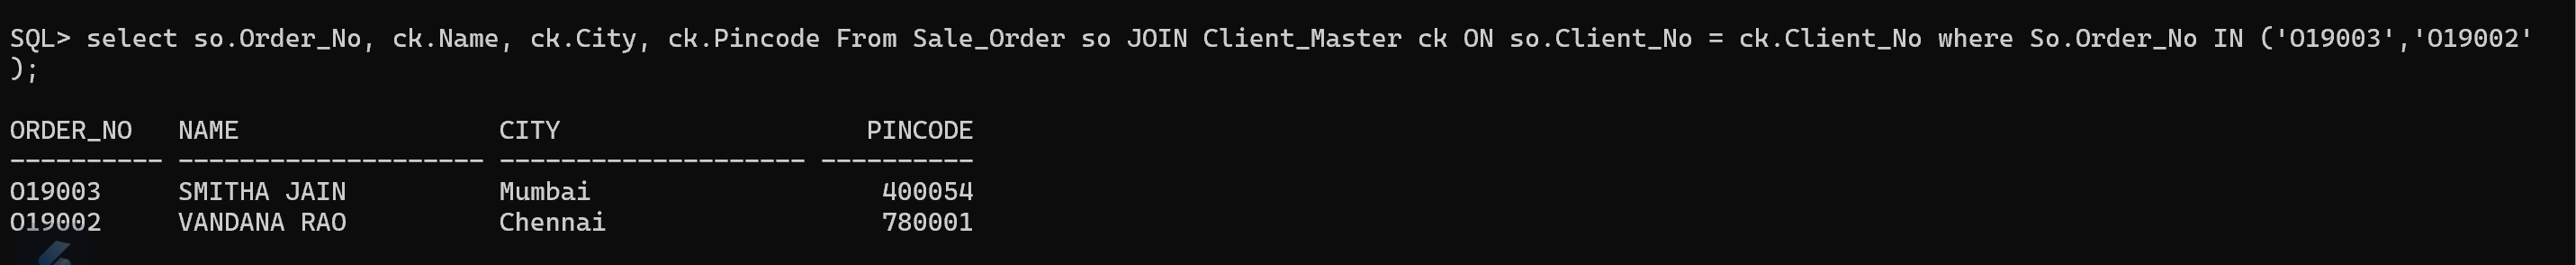 SQL> select so.Order_No, ck.Name, ck.City, ck.Pincode From Sale_Order so JOIN Client_Master ck ON so.Client_No = ck.Client_No where So.Order_No IN ('O19003','O19002'
);
ORDER_NO   NAME                 CITY                    PINCODE
---------- -------------------- -------------------- ----------
O19003     SMITHA JAIN          Mumbai                   400054
O19002     VANDANA RAO          Chennai                  780001